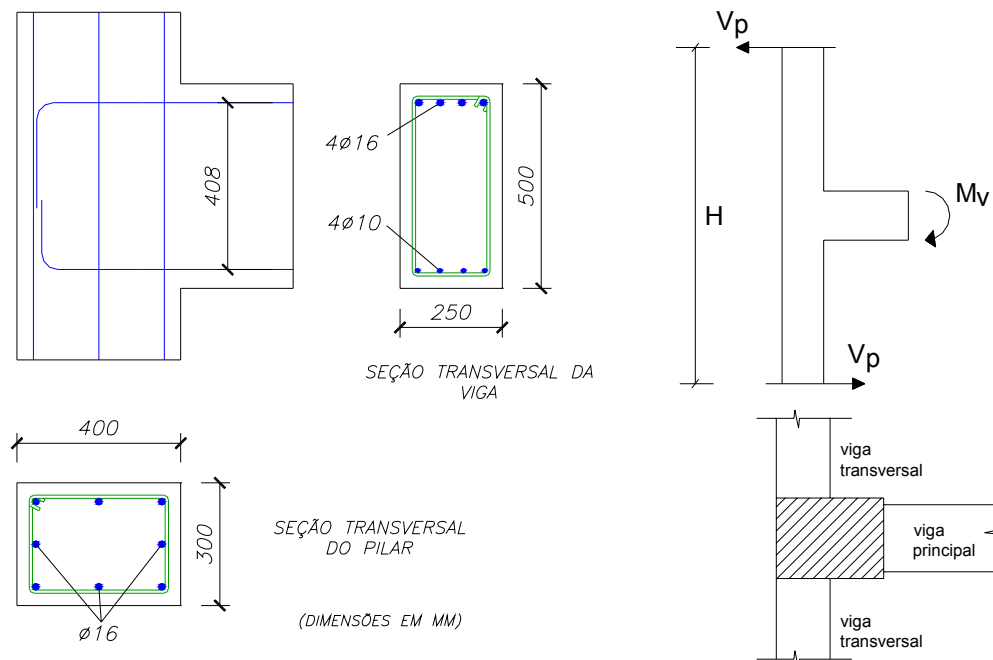 408
4ø16
4ø10
500
250
SEÇÃO TRANSVERSAL DA
VIGA
Vp
H
Mv
Vp
400
300
ø16
SEÇÃO TRANSVERSAL
DO PILAR
(DIMENSÕES EM MM)
viga
transversal
viga
principal
viga
transversal